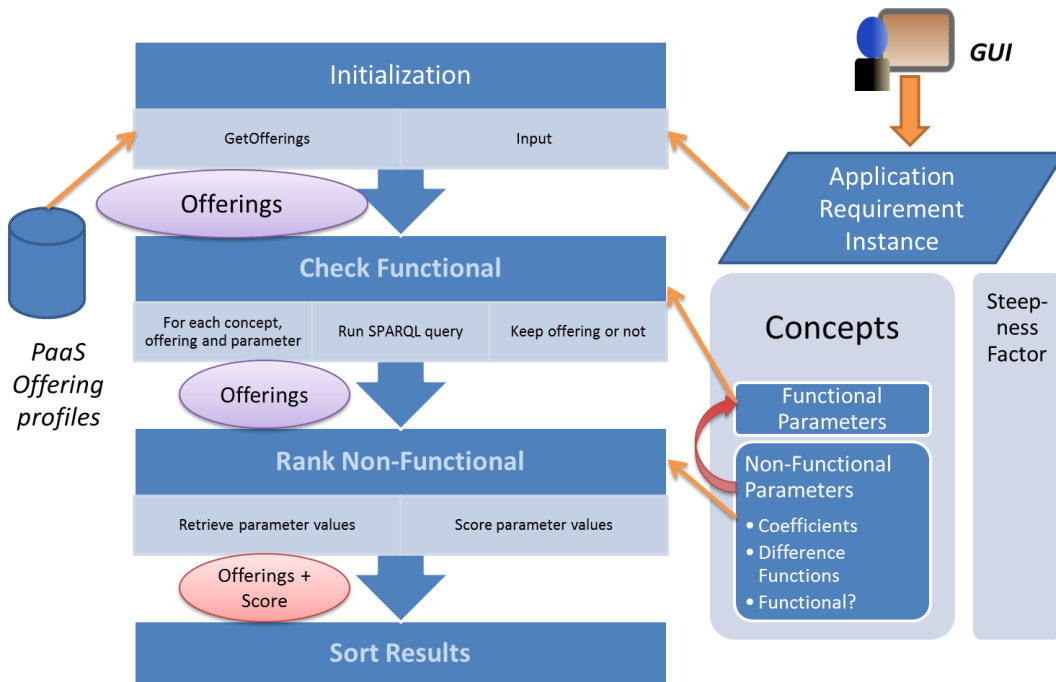 Initialization
GetOfferings
Input
Offerings
Check Functional
For each concept,
offering and parameter
Run SPARQL query
Keep offering or not
Offerings
Rank Non-Functional
Retrieve parameter values
Score parameter values
Offerings +
Score
Sort Results
PaaS
Offering
profiles
GUI
Application
Requirement
Instance
Concepts
Functional
Parameters
Non-Functional
Parameters
• Coefficients
• Difference
Functions
• Functional?
Steep-
ness
Factor